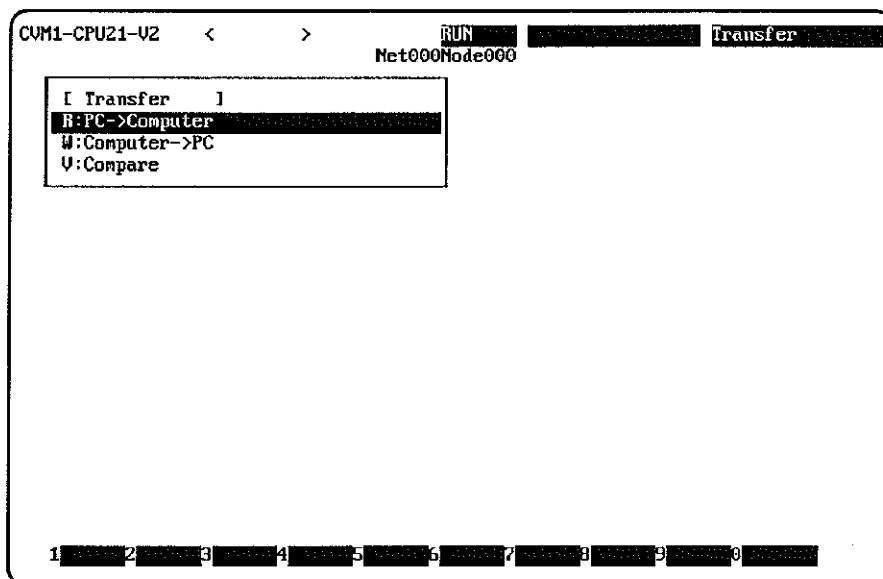 CVM1-CPU21-V2 < > RUN Transfer
Net000Node000
[ Transfer ]
R:PC->Computer
W:Computer->PC
V:Compare
1 2 3 4 5 6 7 8 9 0